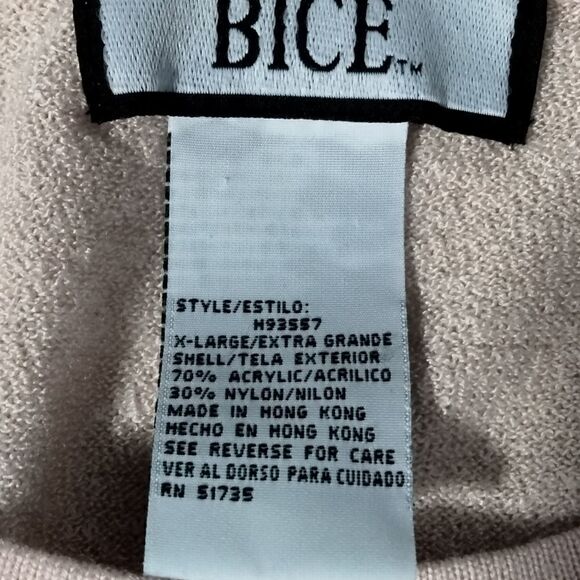 BICE™
STYLE/ESTILO:
H93557
X-LARGE/EXTRA GRANDE
SHELL/TELA EXTERIOR
70% ACRYLIC/ACRILICO
30% NYLON/NILON
MADE IN HONG KONG
HECHO EN HONG KONG
SEE REVERSE FOR CARE
VER AL DORSO PARA CUIDADO
RN 51735